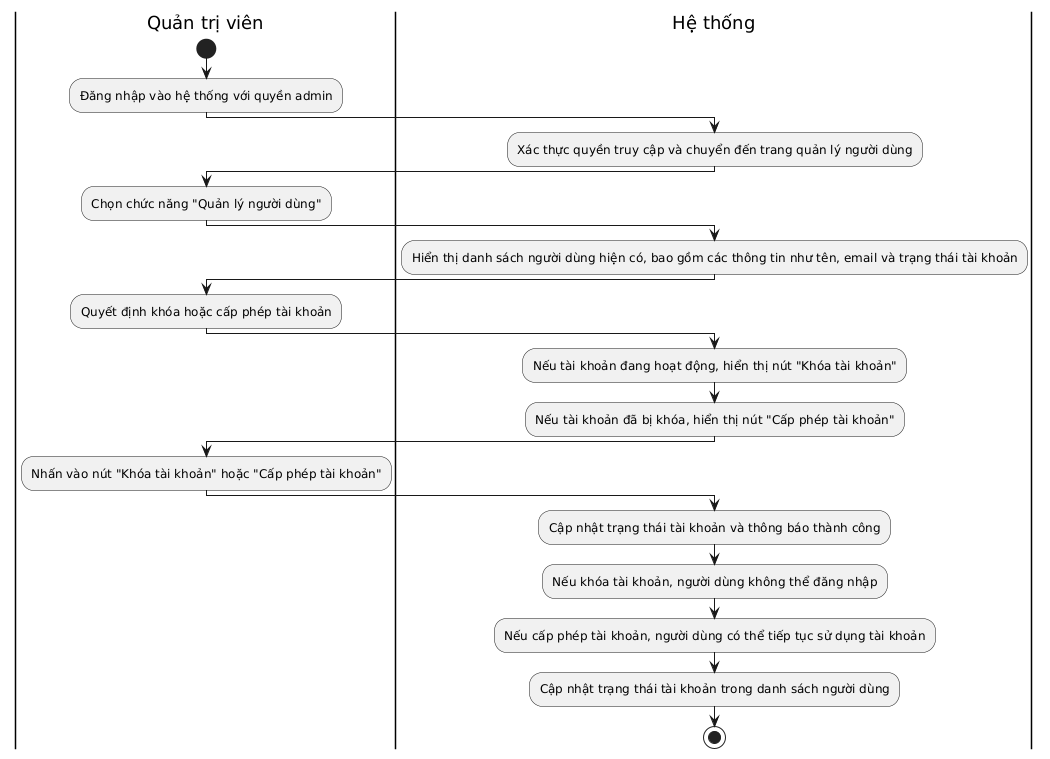 Quản trị viên
Hệ thống
Đăng nhập vào hệ thống với quyền admin
Xác thực quyền truy cập và chuyển đến trang quản lý người dùng
Chọn chức năng "Quản lý người dùng"
Hiển thị danh sách người dùng hiện có, bao gồm các thông tin như tên, email và trạng thái tài khoản
Quyết định khóa hoặc cấp phép tài khoản
Nếu tài khoản đang hoạt động, hiển thị nút "Khóa tài khoản"
Nếu tài khoản đã bị khóa, hiển thị nút "Cấp phép tài khoản"
Nhấn vào nút "Khóa tài khoản" hoặc "Cấp phép tài khoản"
Cập nhật trạng thái tài khoản và thông báo thành công
Nếu khóa tài khoản, người dùng không thể đăng nhập
Nếu cấp phép tài khoản, người dùng có thể tiếp tục sử dụng tài khoản
Cập nhật trạng thái tài khoản trong danh sách người dùng